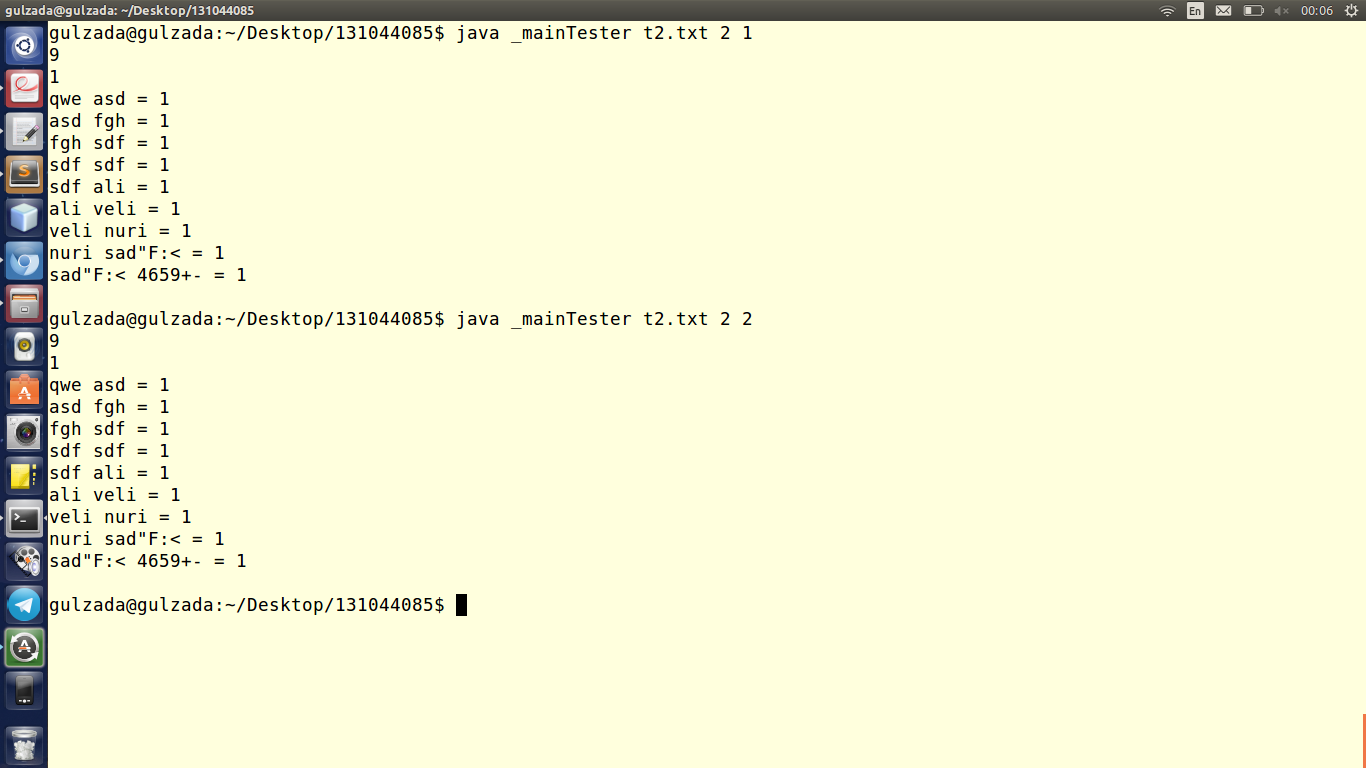 gulzada@gulzada: ~/Desktop/131044085
En
00:06
gulzada@gulzada:~/Desktop/131044085$ java _mainTester t2.txt 2 1
9
1
qwe asd = 1
asd fgh = 1
fgh sdf = 1
sdf sdf = 1
sdf ali = 1
ali veli = 1
veli nuri = 1
nuri sad"F:< = 1
sad"F:< 4659+- = 1
gulzada@gulzada:~/Desktop/131044085$ java _mainTester t2.txt 2 2
9
1
qwe asd = 1
asd fgh = 1
fgh sdf = 1
sdf sdf = 1
sdf ali = 1
ali veli = 1
veli nuri = 1
nuri sad"F:< = 1
sad"F:< 4659+- = 1
gulzada@gulzada:~/Desktop/131044085$